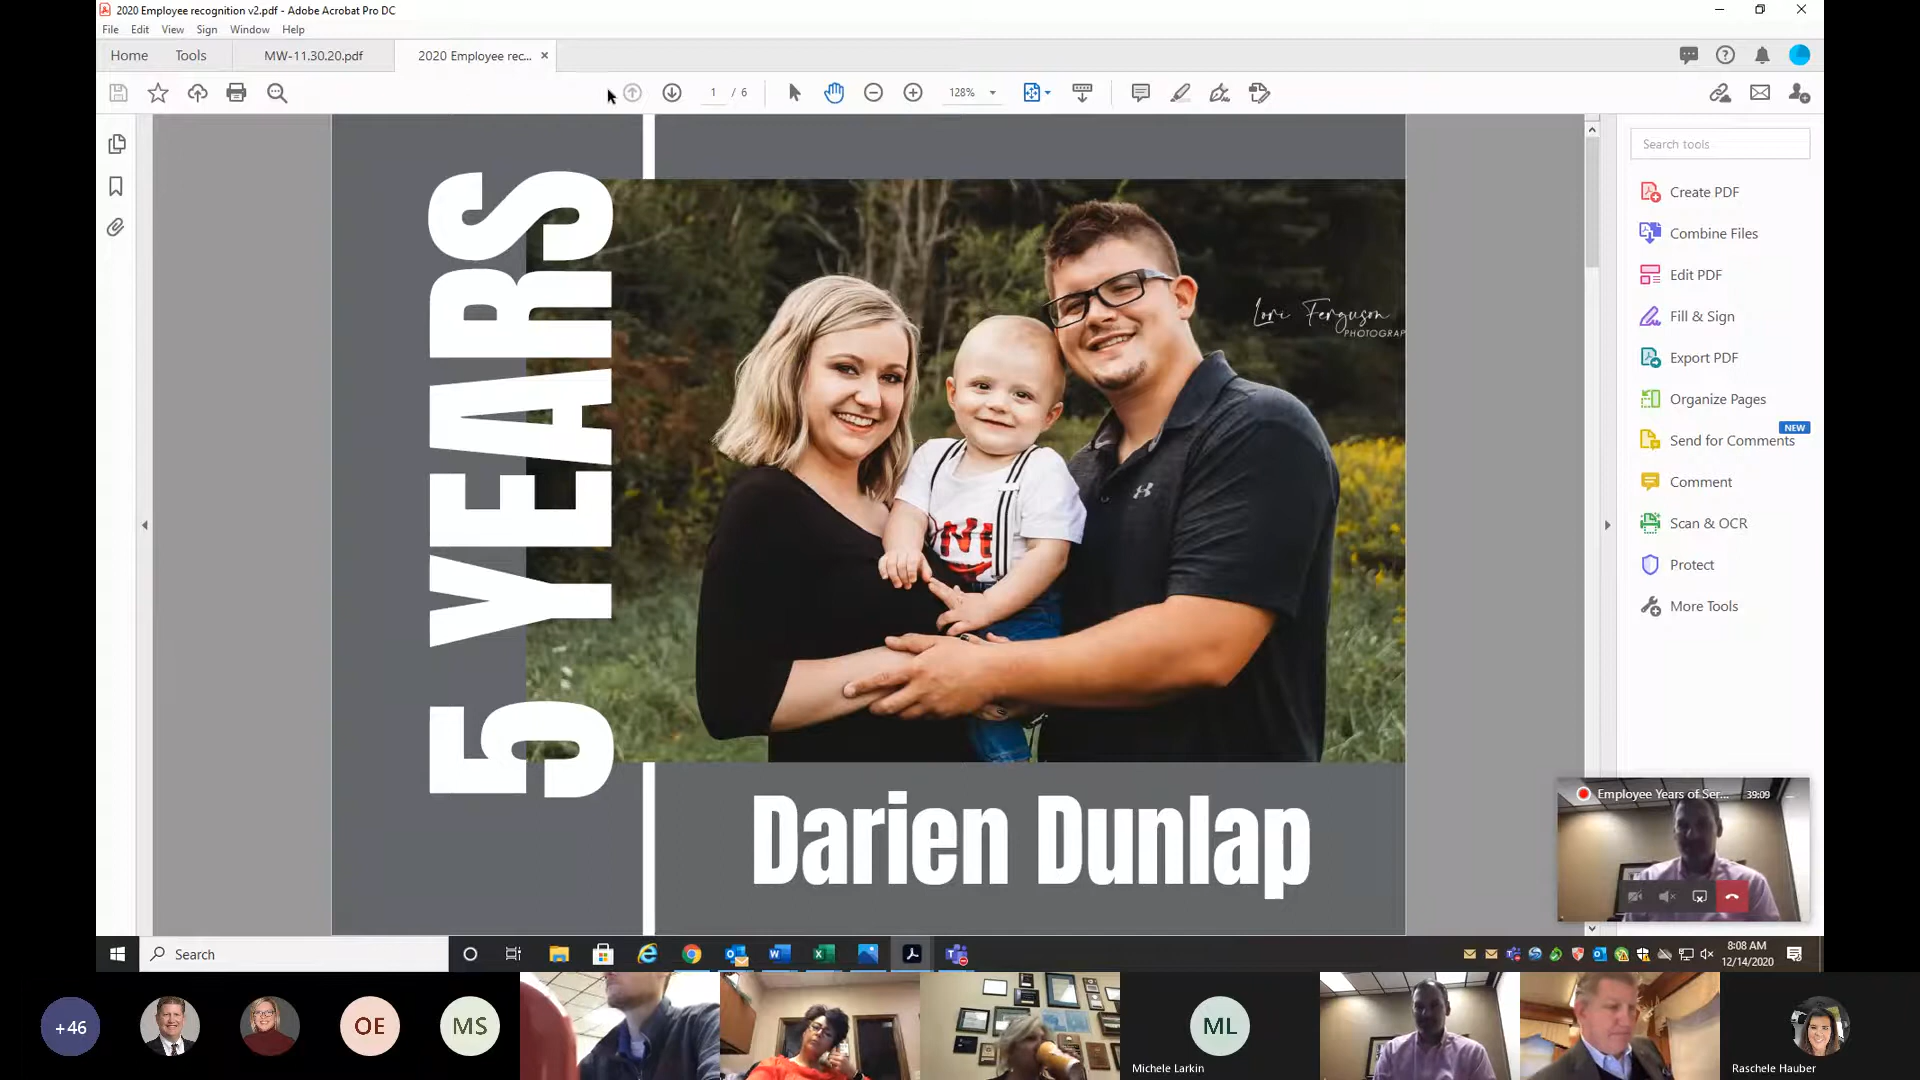 2020 Employee recognition v2.pdf - Adobe Acrobat Pro DC
File Edit View Sign Window Help
Home Tools MW-11.30.20.pdf 2020 Employee rec... ×
1 / 6 128%
Search tools
Create PDF
Combine Files
Edit PDF
Fill & Sign
Export PDF
Organize Pages
NEW
Send for Comments
Comment
Scan & OCR
Protect
More Tools
5 YEARS
Lori Ferguson
PHOTOGRAP
Darien Dunlap
Employee Years of Ser... 39:09
Search
8:08 AM
12/14/2020
+46
OE
MS
ML
Michele Larkin
Raschele Hauber